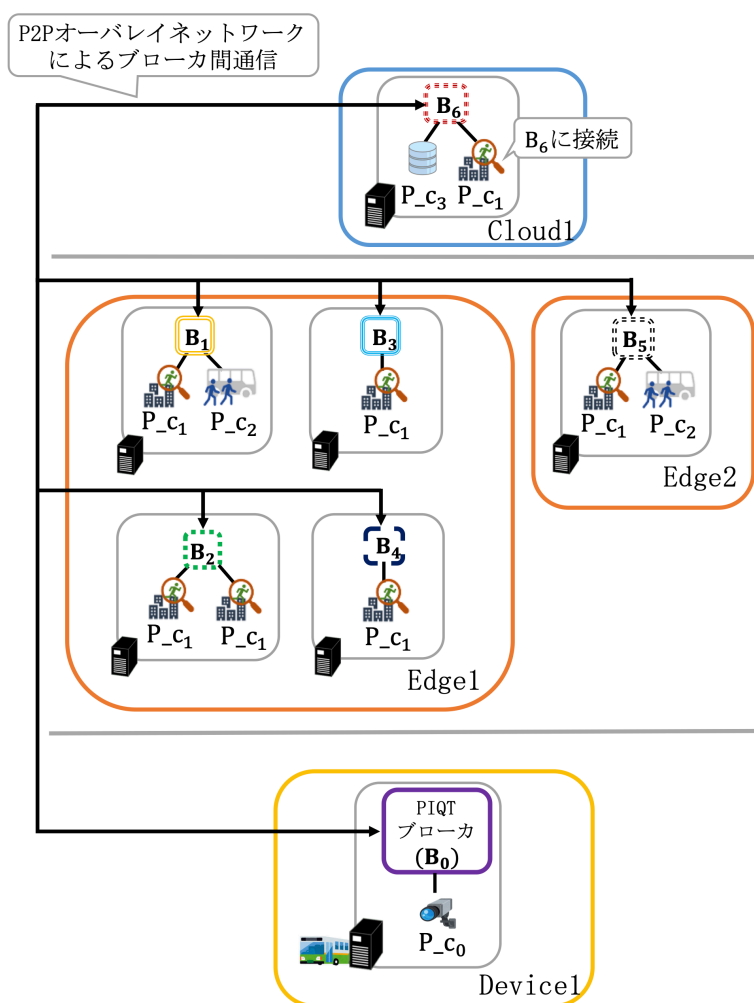 P2Pオーバレイネットワーク
によるブローカ間通信
B₆
B₆に接続
P_c₃ P_c₁
Cloud1
B₁ B₃ B₅
P_c₁ P_c₂ P_c₁ P_c₁ P_c₂
Edge2
B₂ B₄
P_c₁ P_c₁ P_c₁
Edge1
PIQT
ブローカ
(B₀)
P_c₀
Device1